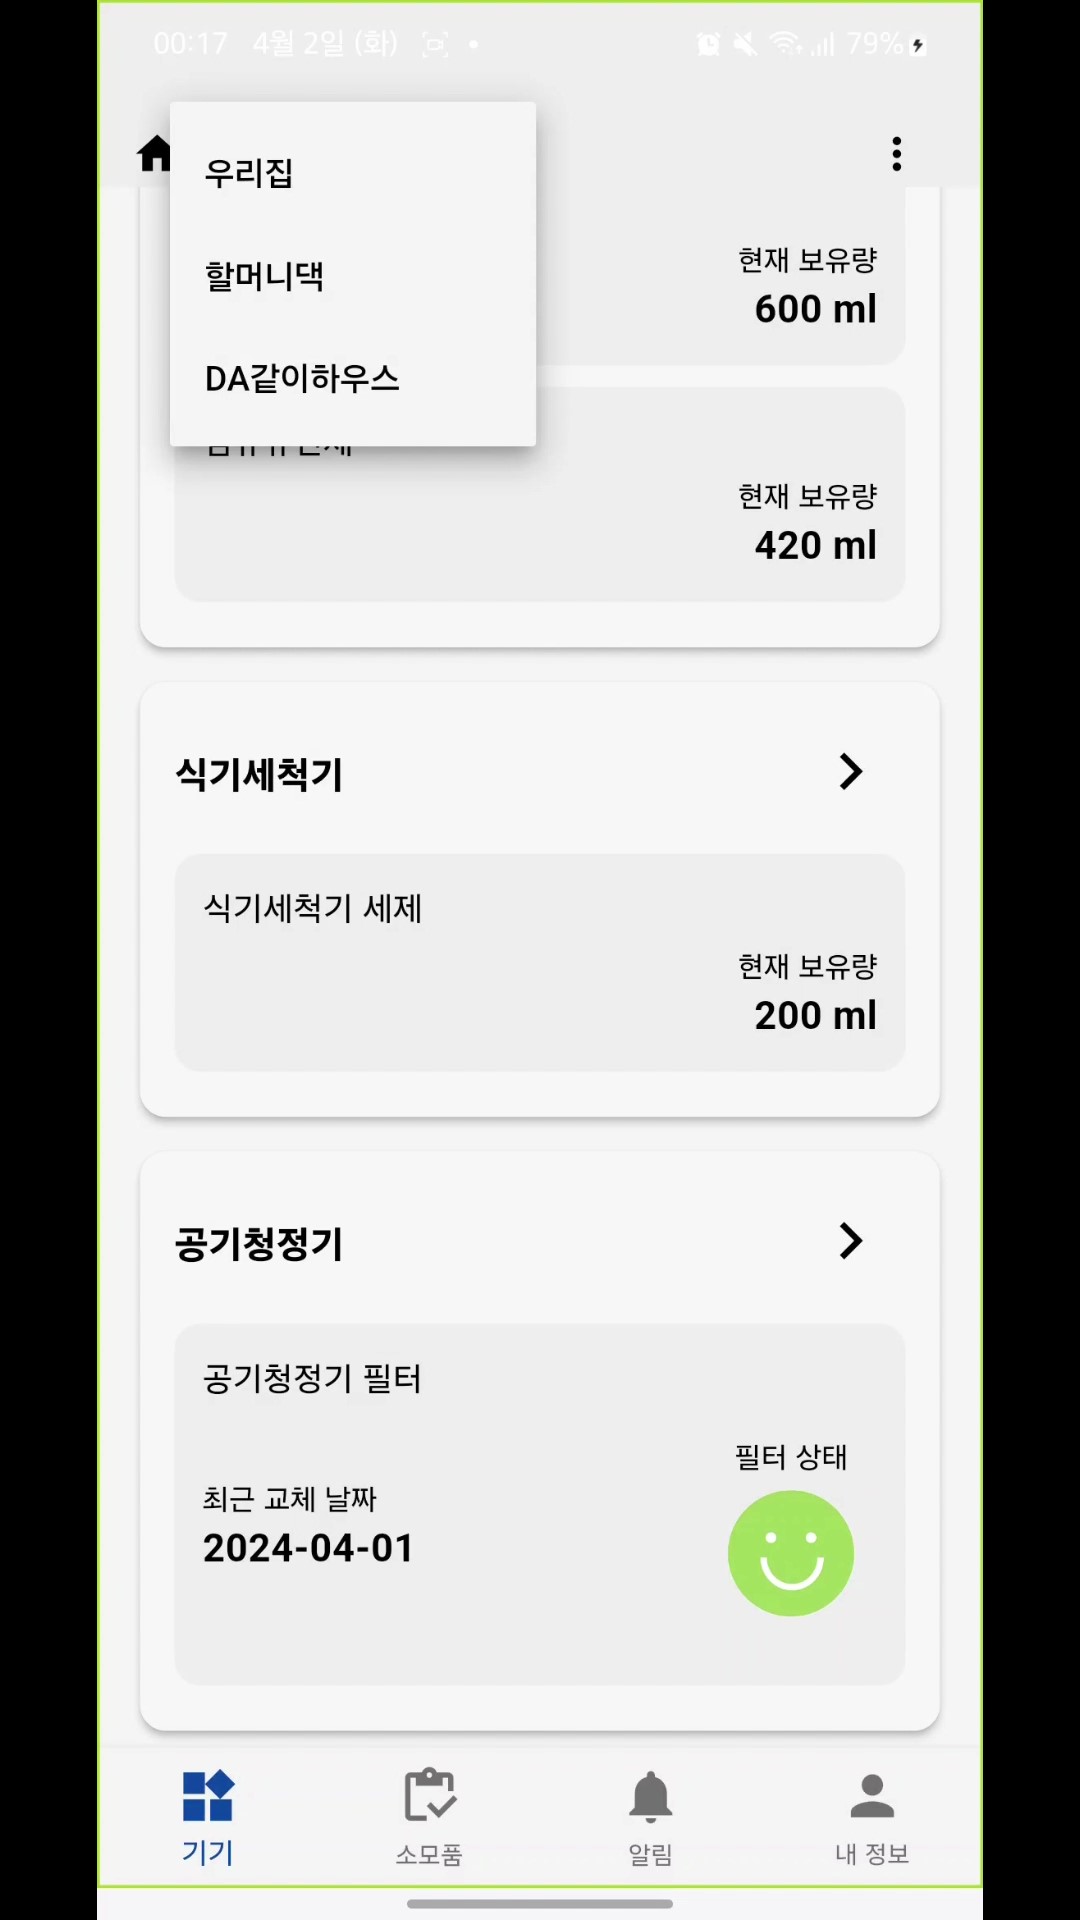 00:17 4월 2일 (화) 79%
우리집
할머니댁
DA같이하우스
현재 보유량
600 ml
현재 보유량
420 ml
식기세척기
식기세척기 세제
현재 보유량
200 ml
공기청정기
공기청정기 필터
필터 상태
최근 교체 날짜
2024-04-01
기기
소모품
알림
내 정보